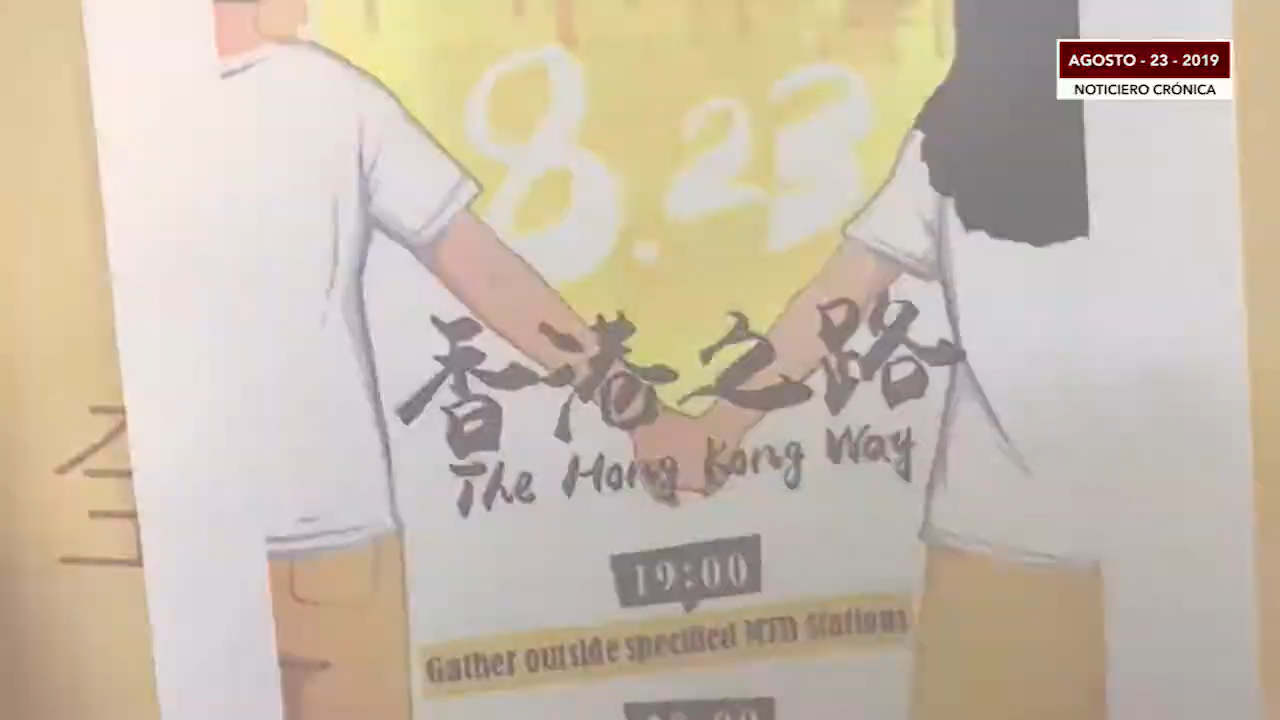 AGOSTO - 23 - 2019
NOTICIERO CRÓNICA
8.23
香港之路
The Hong Kong Way
19:00
Gather outside specified MTR Stations